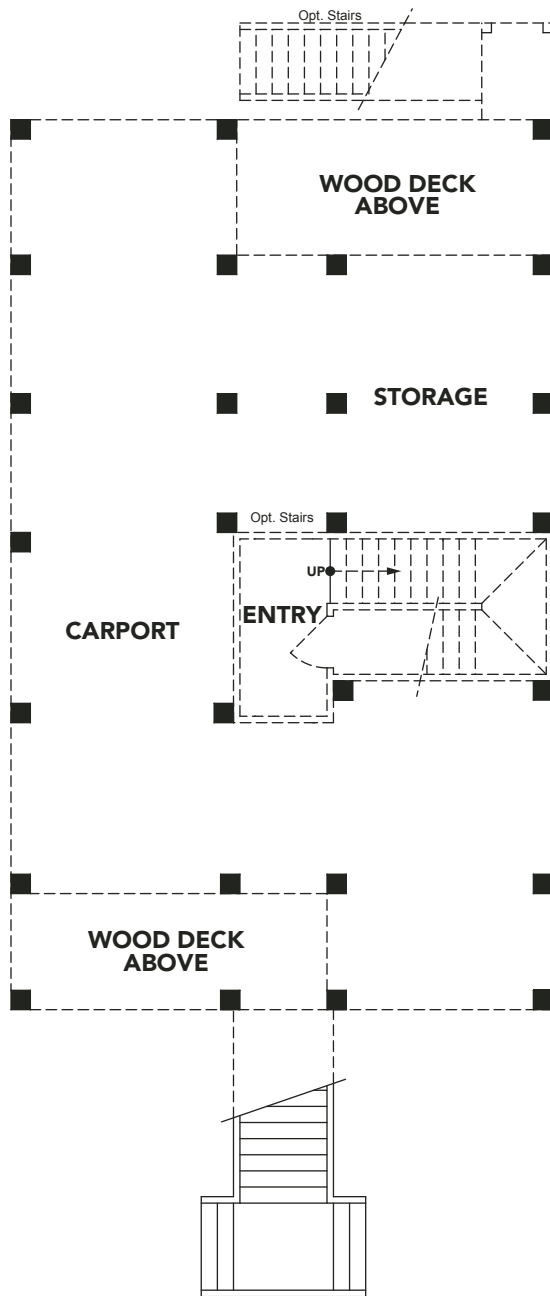 Opt. Stairs
WOOD DECK
ABOVE
STORAGE
Opt. Stairs
UP
ENTRY
CARPORT
WOOD DECK
ABOVE